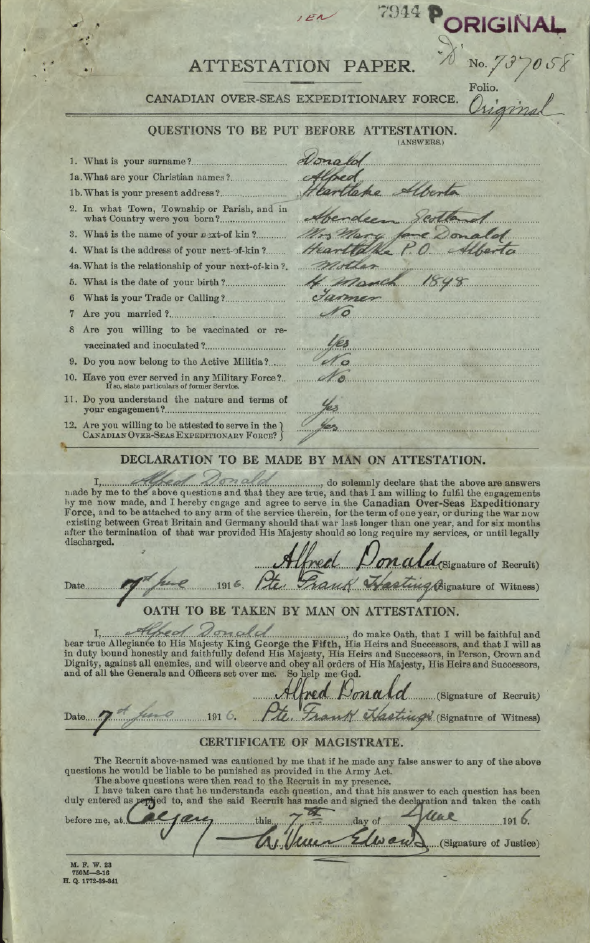 1EN 7944 P ORIGINAL
ATTESTATION PAPER.
"D" No. 737058
Folio.
CANADIAN OVER-SEAS EXPEDITIONARY FORCE. Original
QUESTIONS TO BE PUT BEFORE ATTESTATION.
(ANSWERS.)
1. What is your surname? Donald
1a. What are your Christian names? Alfred
1b. What is your present address? Heartlake Alberta
2. In what Town, Township or Parish, and in
what Country were you born? Aberdeen Scotland
3. What is the name of your next-of kin? Mrs Mary Jane Donald
4. What is the address of your next-of-kin? Heartlake P.O. Alberta
4a. What is the relationship of your next-of-kin?. Mother
5. What is the date of your birth? 4 March 1898
6 What is your Trade or Calling? Farmer
7 Are you married? No
8 Are you willing to be vaccinated or re-
vaccinated and inoculated? Yes
9. Do you now belong to the Active Militia? No
10. Have you ever served in any Military Force?.. No
If so, state particulars of former Service.
11. Do you understand the nature and terms of
your engagement? Yes
12. Are you willing to be attested to serve in the }
CANADIAN OVER-SEAS EXPEDITIONARY FORCE? } Yes
DECLARATION TO BE MADE BY MAN ON ATTESTATION.
I, Alfred Donald, do solemnly declare that the above are answers
made by me to the above questions and that they are true, and that I am willing to fulfil the engagements
by me now made, and I hereby engage and agree to serve in the Canadian Over-Seas Expeditionary
Force, and to be attached to any arm of the service therein, for the term of one year, or during the war now
existing between Great Britain and Germany should that war last longer than one year, and for six months
after the termination of that war provided His Majesty should so long require my services, or until legally
discharged.
Alfred Donald (Signature of Recruit)
Date 7d June 1916. Pte. Frank Hastings (Signature of Witness)
OATH TO BE TAKEN BY MAN ON ATTESTATION.
I, Alfred Donald, do make Oath, that I will be faithful and
bear true Allegiance to His Majesty King George the Fifth, His Heirs and Successors, and that I will as
in duty bound honestly and faithfully defend His Majesty, His Heirs and Successors, in Person, Crown and
Dignity, against all enemies, and will observe and obey all orders of His Majesty, His Heirs and Successors,
and of all the Generals and Officers set over me. So help me God.
Alfred Donald (Signature of Recruit)
Date 7d June 1916. Pte. Frank Hastings (Signature of Witness)
CERTIFICATE OF MAGISTRATE.
The Recruit above-named was cautioned by me that if he made any false answer to any of the above
questions he would be liable to be punished as provided in the Army Act.
The above questions were then read to the Recruit in my presence.
I have taken care that he understands each question, and that his answer to each question has been
duly entered as replied to, and the said Recruit has made and signed the declaration and taken the oath
before me, at Calgary this 7th day of June 1916.
Edwards (Signature of Justice)
M. F. W. 23
750M—8-16
H. Q. 1772-39-841